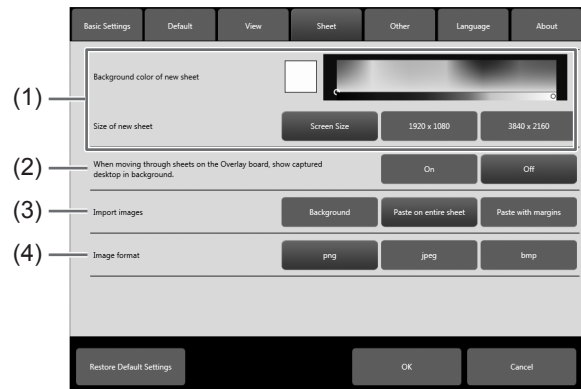 Basic Settings Default View Sheet Other Language About
(1)
Background color of new sheet
Size of new sheet Screen Size 1920 x 1080 3840 x 2160
(2) When moving through sheets on the Overlay board, show captured
desktop in background. On Off
(3) Import images Background Paste on entire sheet Paste with margins
(4) Image format png jpeg bmp
Restore Default Settings OK Cancel